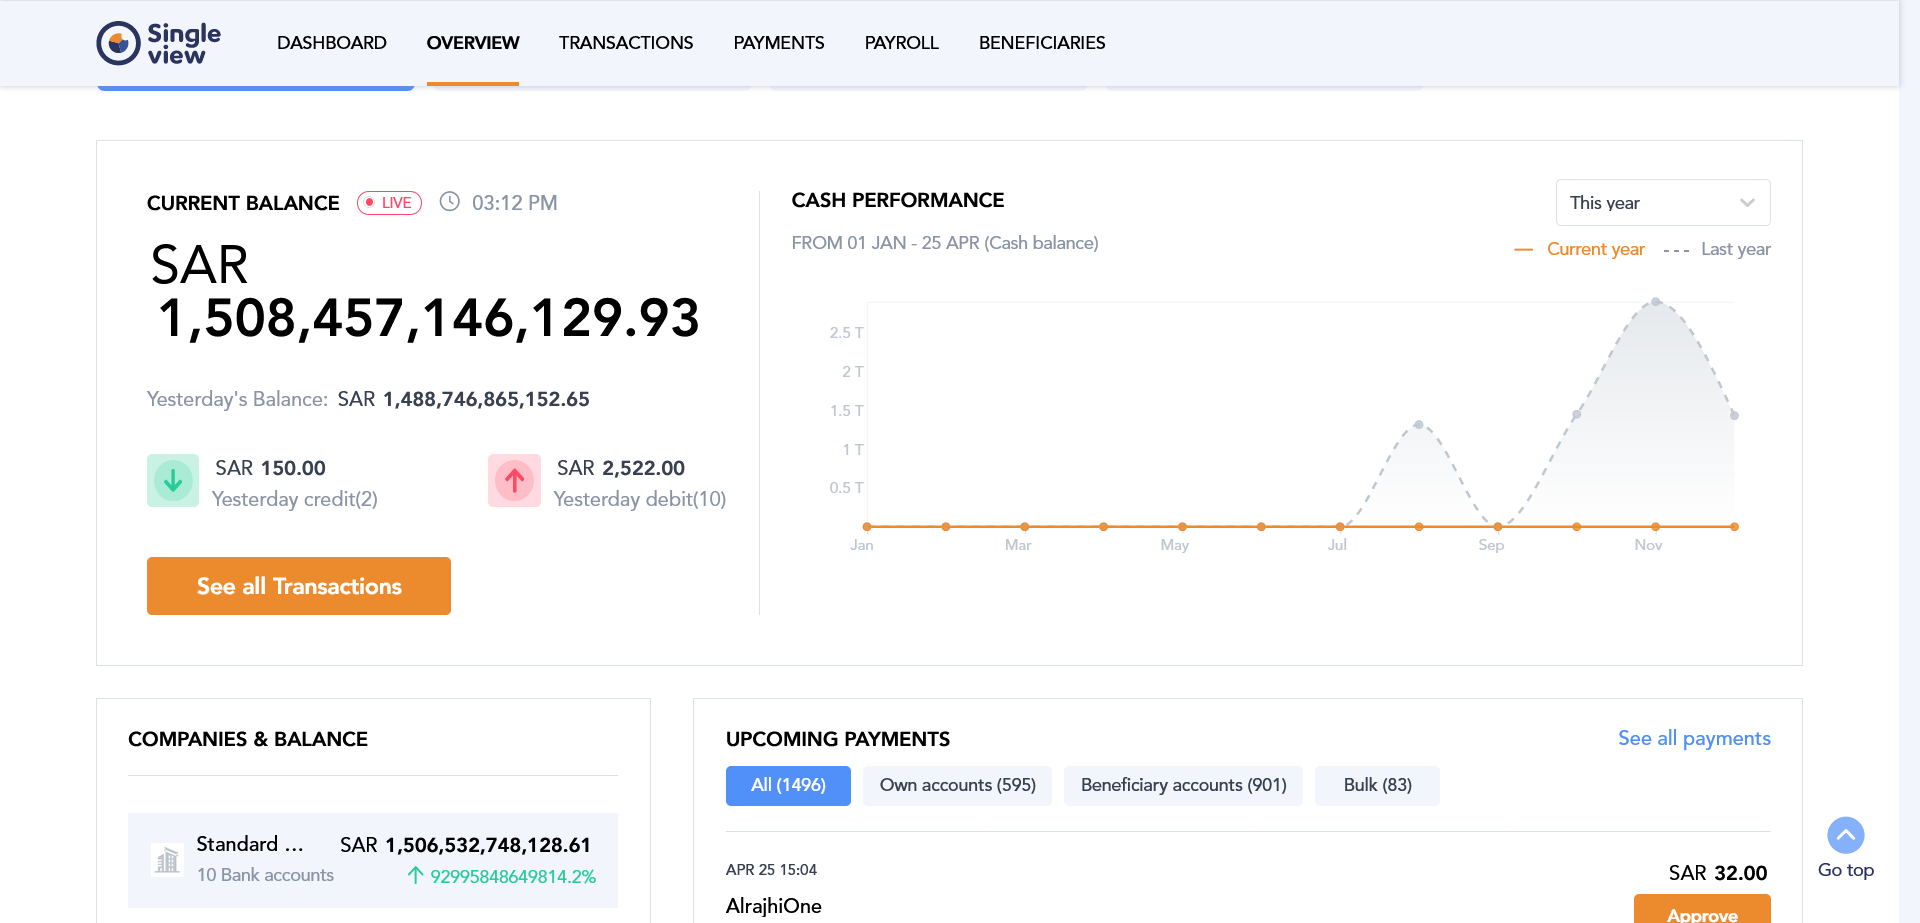 Single view
DASHBOARD
OVERVIEW
TRANSACTIONS
PAYMENTS
PAYROLL
BENEFICIARIES
CURRENT BALANCE
LIVE
03:12 PM
SAR
1,508,457,146,129.93
Yesterday's Balance: SAR 1,488,746,865,152.65
SAR 150.00
Yesterday credit(2)
SAR 2,522.00
Yesterday debit(10)
See all Transactions
CASH PERFORMANCE
This year
FROM 01 JAN - 25 APR (Cash balance)
Current year
Last year
2.5 T
2 T
1.5 T
1 T
0.5 T
Jan
Mar
May
Jul
Sep
Nov
COMPANIES & BALANCE
Standard ...
SAR 1,506,532,748,128.61
10 Bank accounts
92995848649814.2%
UPCOMING PAYMENTS
See all payments
All (1496)
Own accounts (595)
Beneficiary accounts (901)
Bulk (83)
APR 25 15:04
SAR 32.00
AlrajhiOne
Approve
Go top